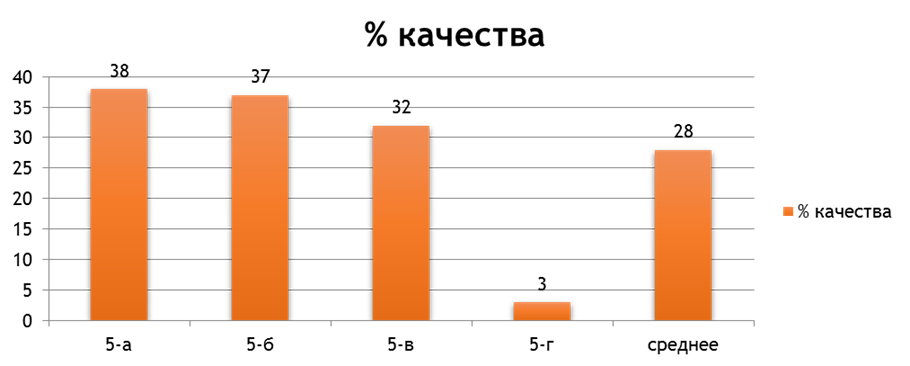 % качества
40
35
30
25
20
15
10
5
0
38
37
32
3
28
5-а
5-б
5-в
5-г
среднее
% качества